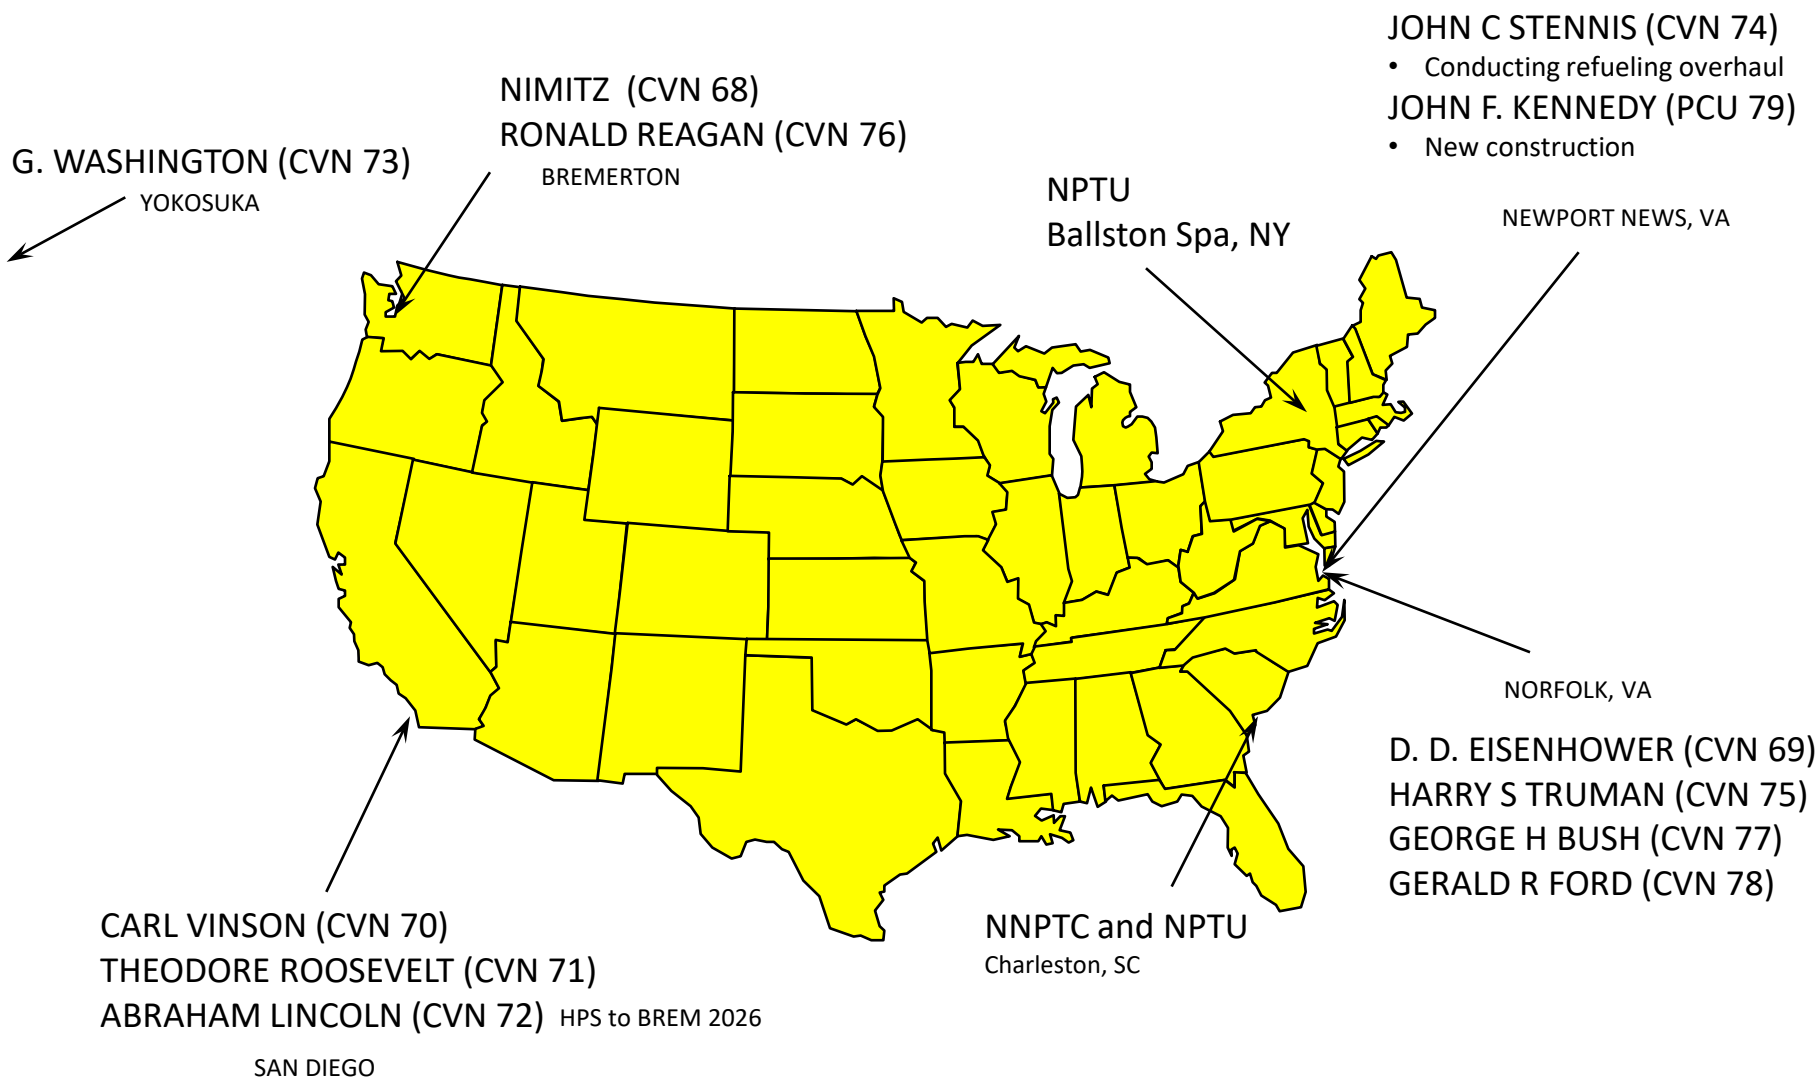 JOHN C STENNIS (CVN 74)
• Conducting refueling overhaul
JOHN F. KENNEDY (PCU 79)
• New construction
NEWPORT NEWS, VA
NIMITZ (CVN 68)
RONALD REAGAN (CVN 76)
BREMERTON
G. WASHINGTON (CVN 73)
YOKOSUKA
NPTU
Ballston Spa, NY
NORFOLK, VA
D. D. EISENHOWER (CVN 69)
HARRY S TRUMAN (CVN 75)
GEORGE H BUSH (CVN 77)
GERALD R FORD (CVN 78)
CARL VINSON (CVN 70)
THEODORE ROOSEVELT (CVN 71)
ABRAHAM LINCOLN (CVN 72) HPS to BREM 2026
SAN DIEGO
NNPTC and NPTU
Charleston, SC